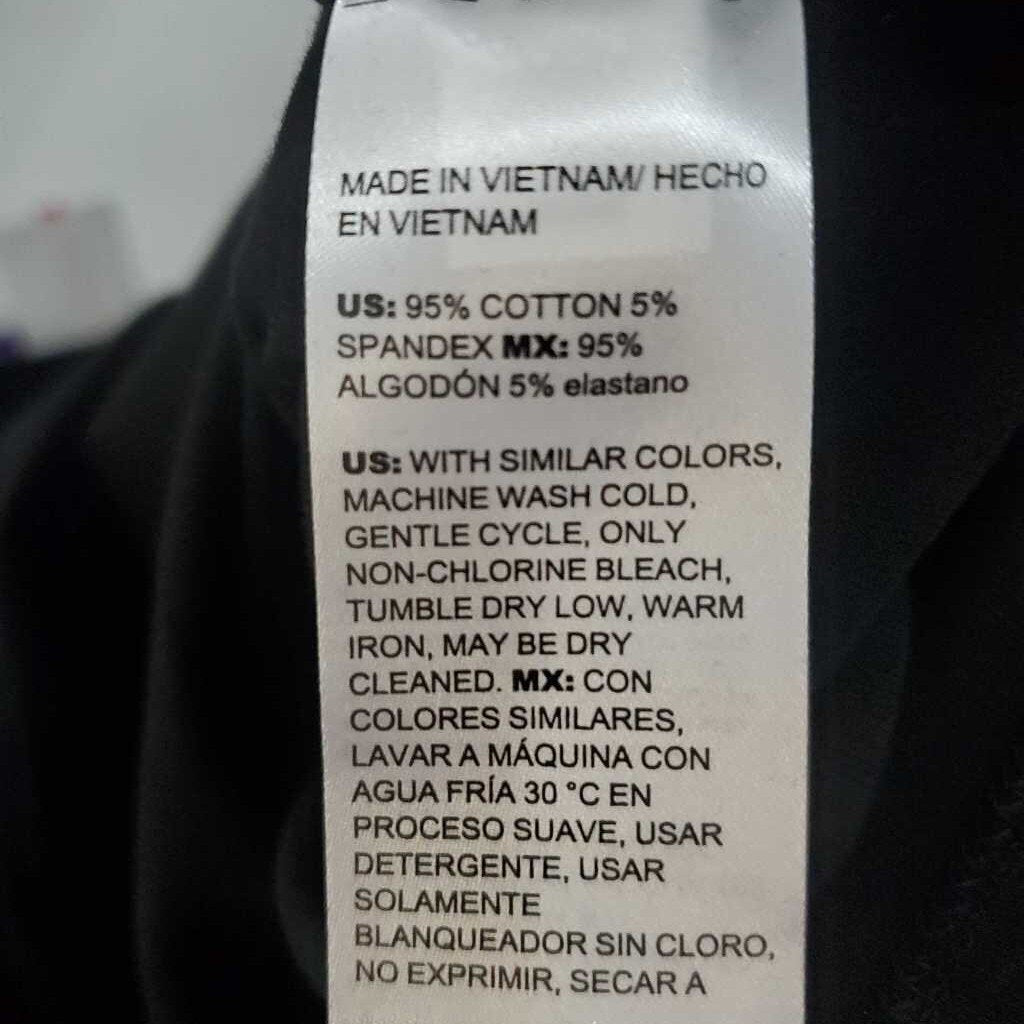 MADE IN VIETNAM/ HECHO
EN VIETNAM
US: 95% COTTON 5%
SPANDEX MX: 95%
ALGODÓN 5% elastano
US: WITH SIMILAR COLORS,
MACHINE WASH COLD,
GENTLE CYCLE, ONLY
NON-CHLORINE BLEACH,
TUMBLE DRY LOW, WARM
IRON, MAY BE DRY
CLEANED. MX: CON
COLORES SIMILARES,
LAVAR A MÁQUINA CON
AGUA FRÍA 30 °C EN
PROCESO SUAVE, USAR
DETERGENTE, USAR
SOLAMENTE
BLANQUEADOR SIN CLORO,
NO EXPRIMIR, SECAR A